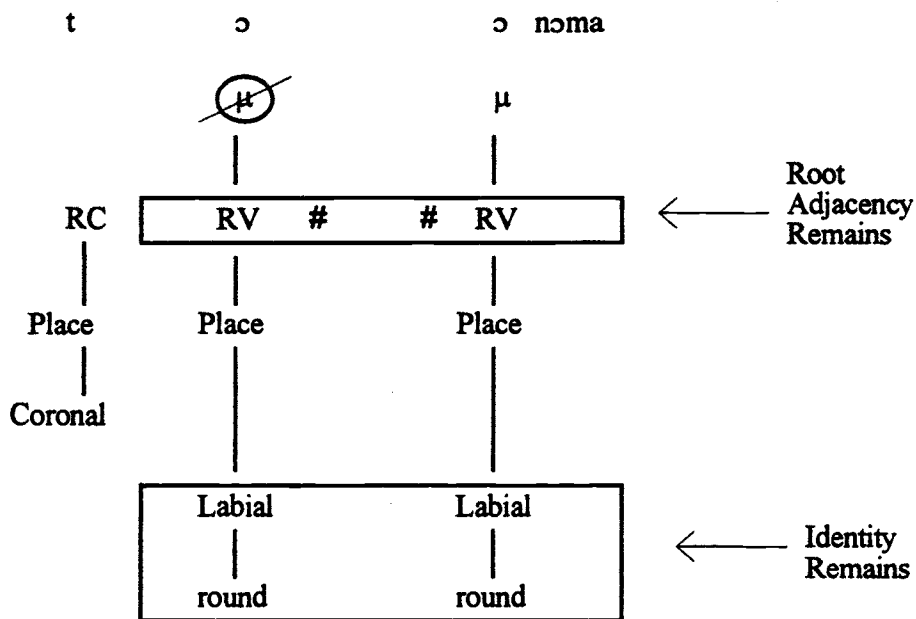 t ɔ ɔ nɔma
μ μ
Root
Adjacency
Remains
RC RV # # RV
Place Place Place
Coronal
Labial Labial
Identity
Remains
round round